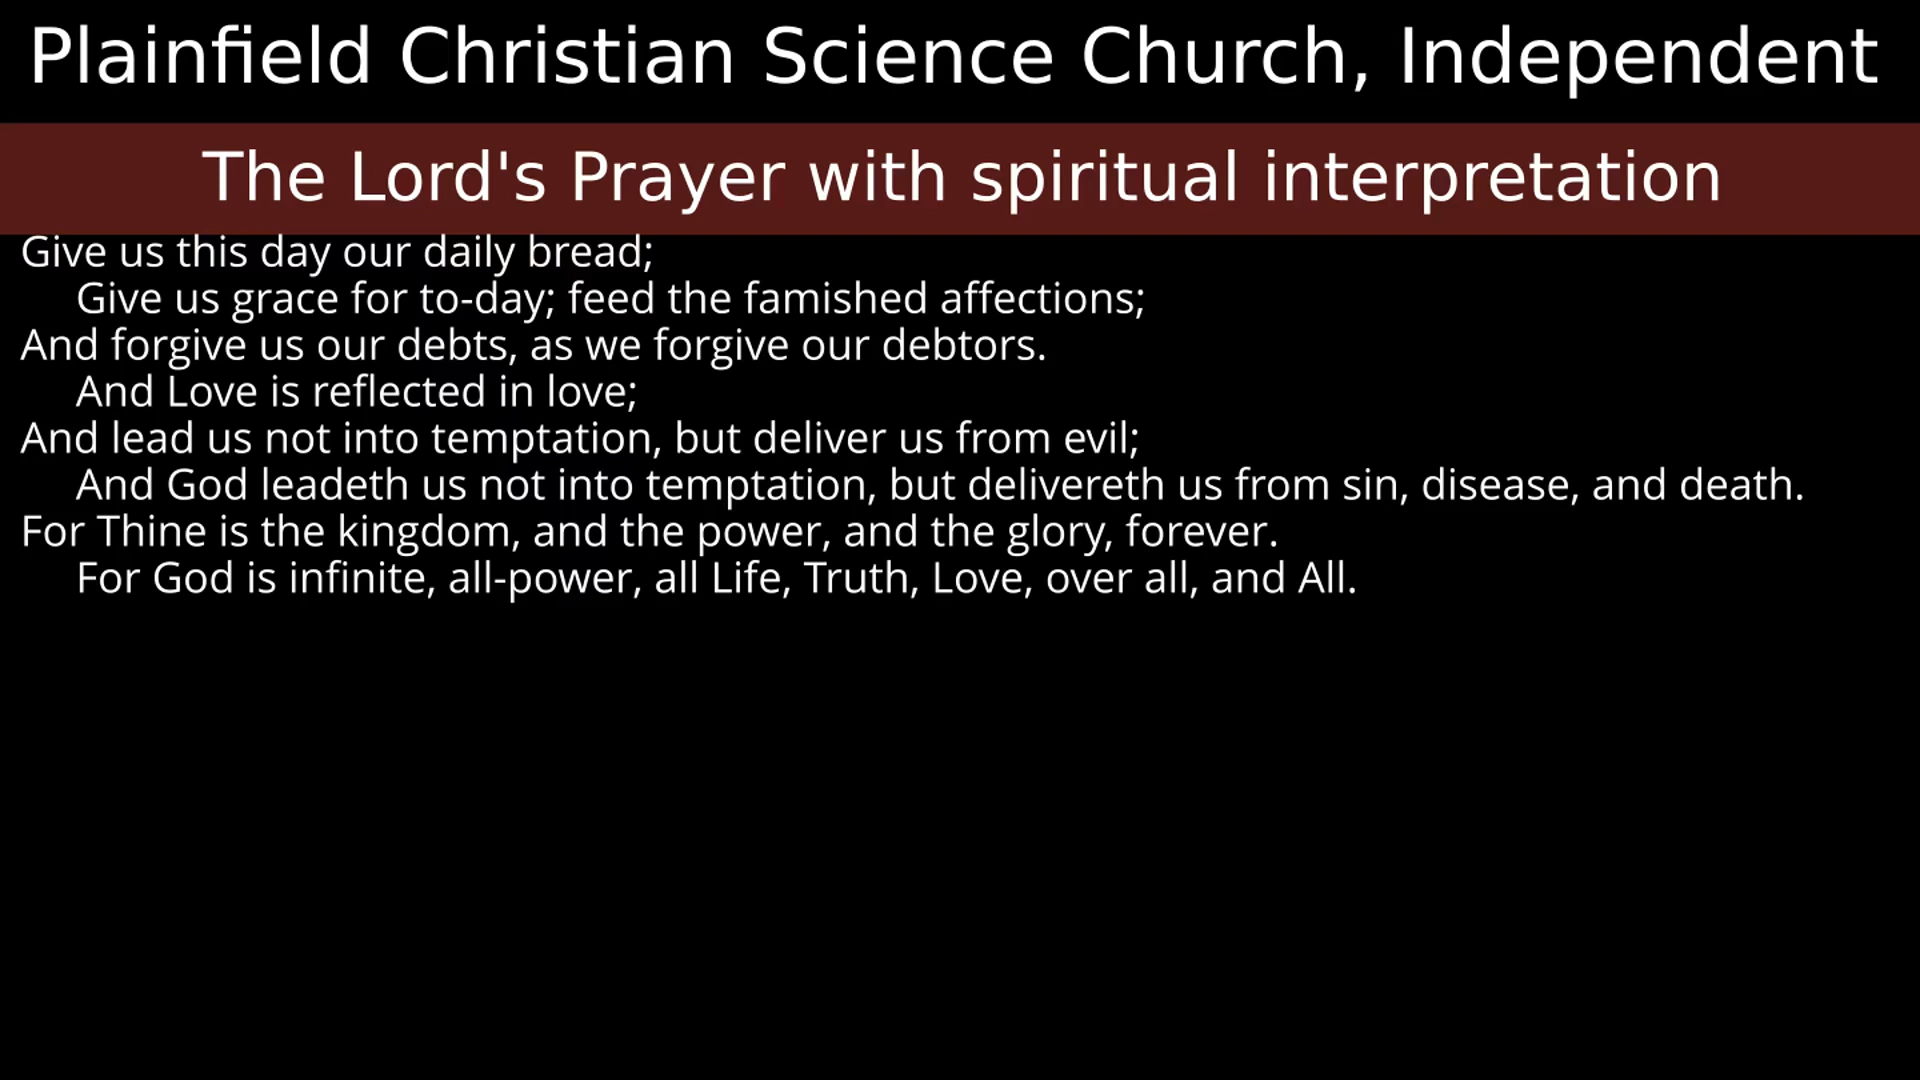 Plainfield Christian Science Church, Independent
The Lord's Prayer with spiritual interpretation
Give us this day our daily bread;
Give us grace for to-day; feed the famished affections;
And forgive us our debts, as we forgive our debtors.
And Love is reflected in love;
And lead us not into temptation, but deliver us from evil;
And God leadeth us not into temptation, but delivereth us from sin, disease, and death.
For Thine is the kingdom, and the power, and the glory, forever.
For God is infinite, all-power, all Life, Truth, Love, over all, and All.